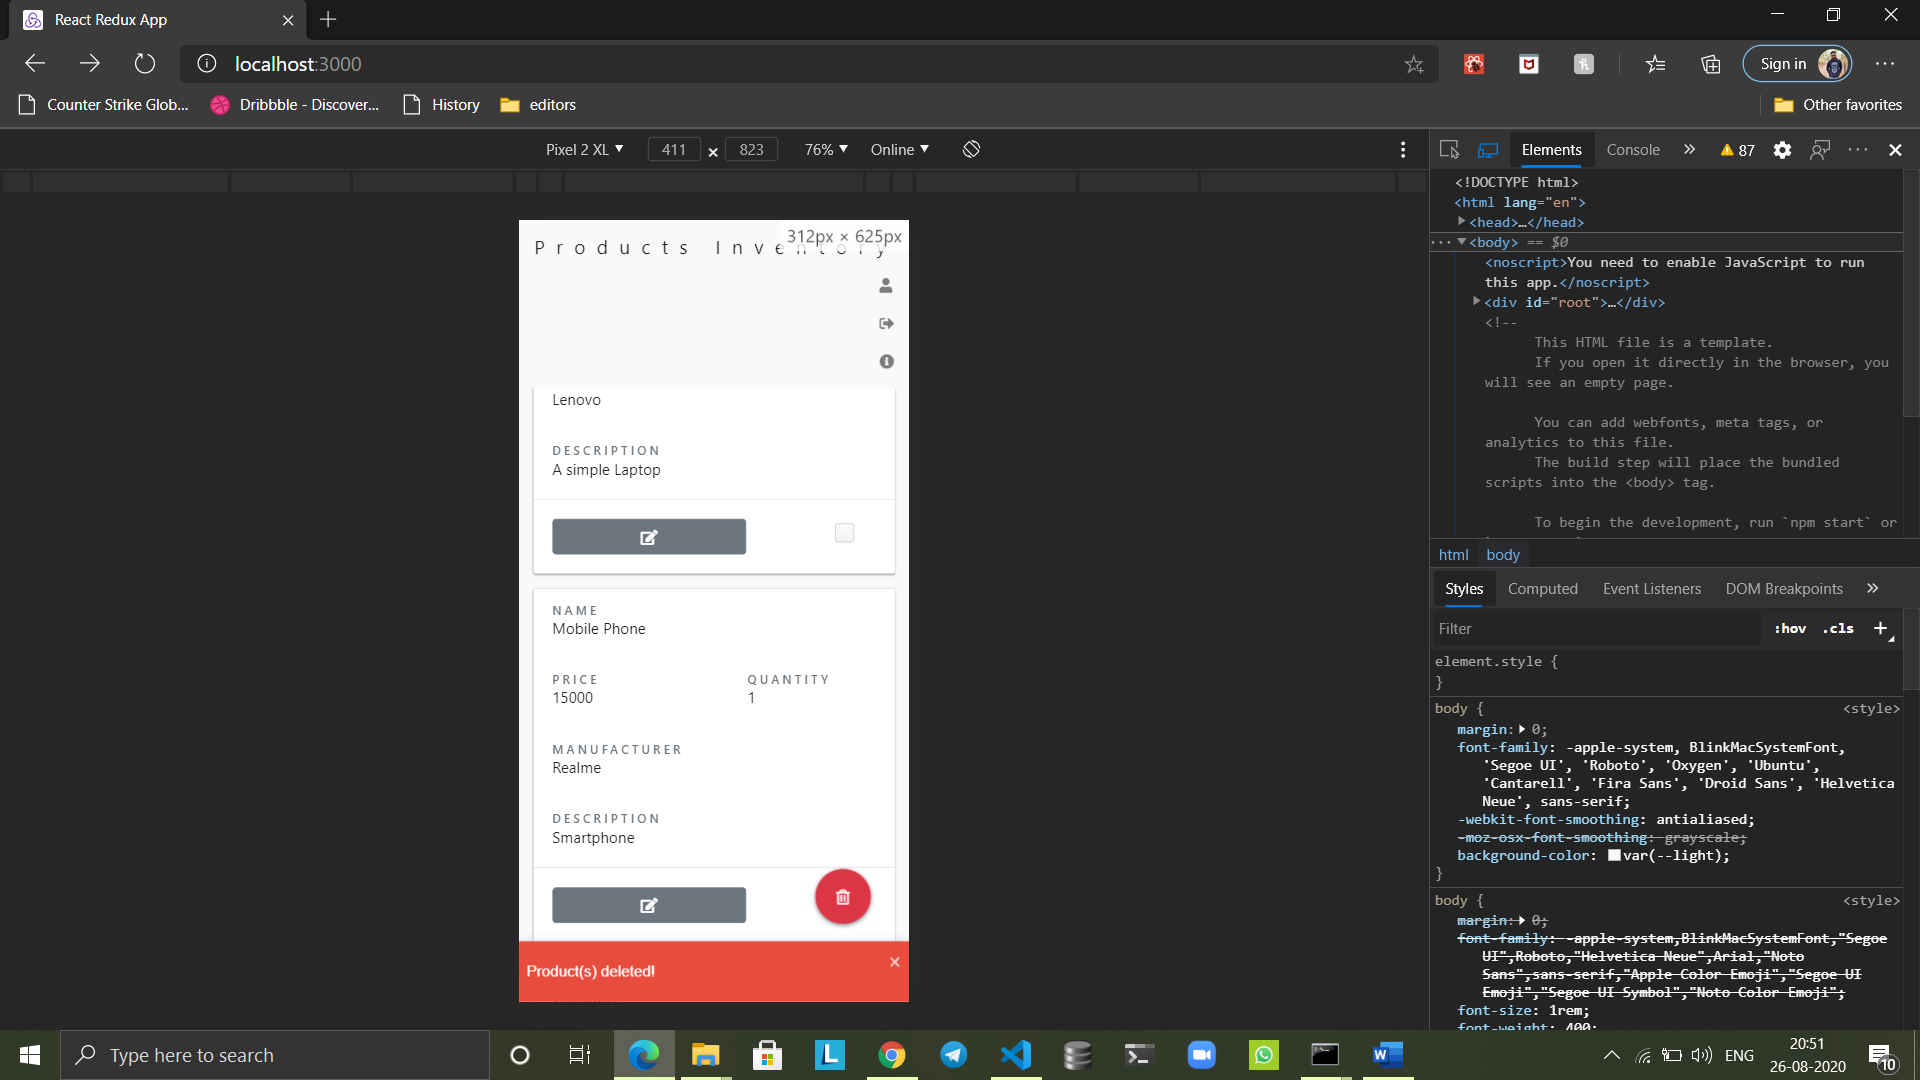 React Redux App
localhost:3000
Sign in
Counter Strike Glob...
Dribbble - Discover...
History
editors
Other favorites
Pixel 2 XL
411
×
823
76%
Online
Elements
Console
87
<!DOCTYPE html>
<html lang="en">
<head>…</head>
<body> == $0
<noscript>You need to enable JavaScript to run
this app.</noscript>
<div id="root">…</div>
<!--
This HTML file is a template.
If you open it directly in the browser, you
will see an empty page.
You can add webfonts, meta tags, or
analytics to this file.
The build step will place the bundled
scripts into the <body> tag.
To begin the development, run `npm start` or
html
body
Styles
Computed
Event Listeners
DOM Breakpoints
Filter
:hov
.cls
element.style {
}
body {
<style>
margin: 0;
font-family: -apple-system, BlinkMacSystemFont,
'Segoe UI', 'Roboto', 'Oxygen', 'Ubuntu',
'Cantarell', 'Fira Sans', 'Droid Sans', 'Helvetica
Neue', sans-serif;
-webkit-font-smoothing: antialiased;
-moz-osx-font-smoothing: grayscale;
background-color: var(--light);
}
body {
<style>
margin: 0;
font-family: -apple-system,BlinkMacSystemFont,"Segoe
UI",Roboto,"Helvetica Neue",Arial,"Noto
Sans",sans-serif,"Apple Color Emoji","Segoe UI
Emoji","Segoe UI Symbol","Noto Color Emoji";
font-size: 1rem;
font-weight: 400;
Products Inventory
312px × 625px
Lenovo
DESCRIPTION
A simple Laptop
NAME
Mobile Phone
PRICE
15000
QUANTITY
1
MANUFACTURER
Realme
DESCRIPTION
Smartphone
Product(s) deleted!
×
Type here to search
ENG
20:51
26-08-2020
10